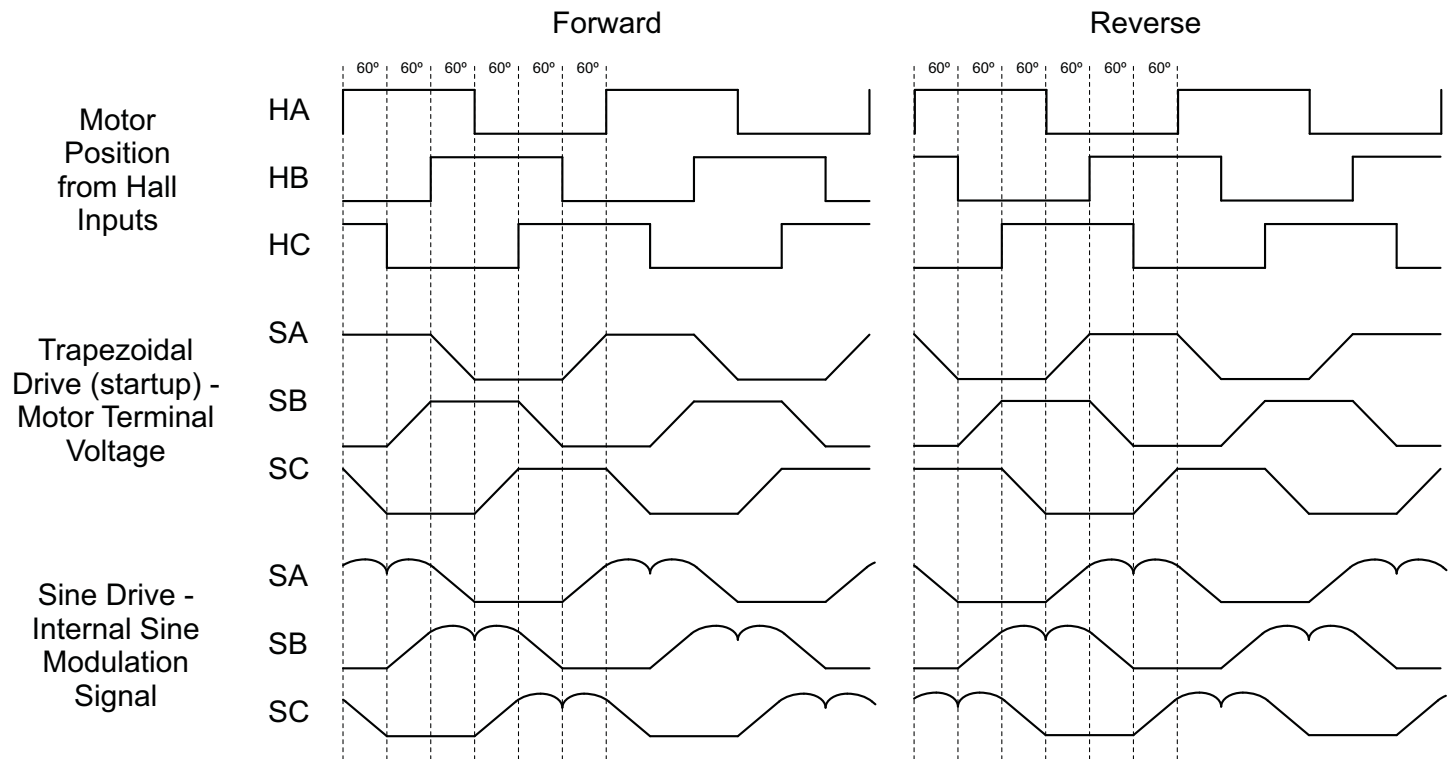 Forward
Reverse
60º 60º 60º 60º 60º 60º
60º 60º 60º 60º 60º 60º
Motor
Position
from Hall
Inputs
HA
HB
HC
Trapezoidal
Drive (startup) -
Motor Terminal
Voltage
SA
SB
SC
Sine Drive -
Internal Sine
Modulation
Signal
SA
SB
SC